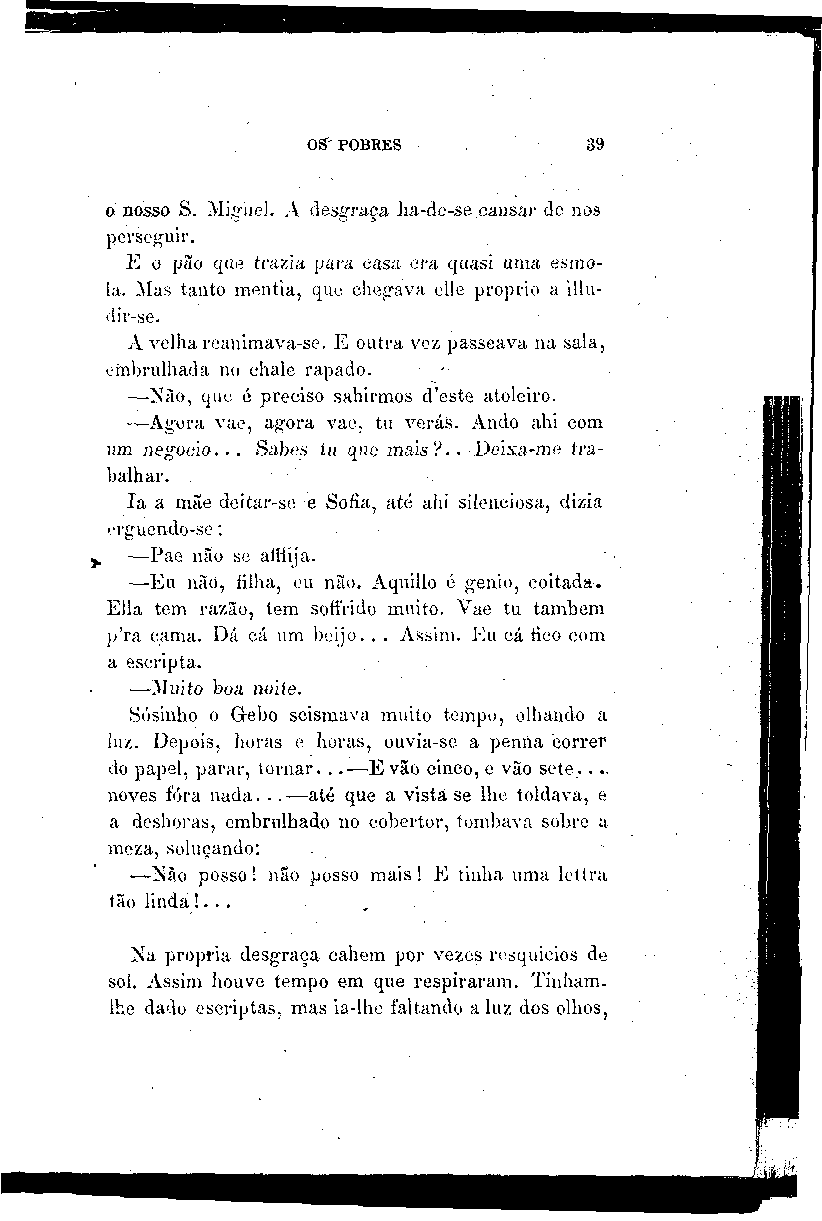 OS POBRES 39
o nosso S. Miguel. A desgraça ha-de-se cansar de nos
perseguir.
E o pão que trazia para casa era quasi uma esmo-
la. Mas tanto mentia, que chegava elle proprio a illu-
dir-se.
A velha reanimava-se. E outra vez passeava na sala,
embrulhada no chale rapado.
—Não, que é preciso sahirmos d'este atoleiro.
—Agora vae, agora vae, tu verás. Ando ahi com
um negocio... Sabes tu que mais?.. Deixa-me tra-
balhar.
Ia a mãe deitar-se e Sofia, até ahi silenciosa, dizia
erguendo-se:
—Pae não se afflija.
—Eu não, filha, eu não. Aquillo é genio, coitada.
Ella tem razão, tem soffrido muito. Vae tu tambem
p'ra cama. Dá cá um beijo... Assim. Eu cá fico com
a escripta.
—Muito boa noite.
Sósinho o Gebo scismava muito tempo, olhando a
luz. Depois, horas e horas, ouvia-se a penna correr
do papel, parar, tornar...—E vão cinco, e vão sete....
noves fóra nada...—até que a vista se lhe toldava, e
a deshoras, embrulhado no cobertor, tombava sobre a
meza, soluçando:
—Não posso! não posso mais! E tinha uma lettra
tão linda!...
Na propria desgraça cahem por vezes resquicios de
sol. Assim houve tempo em que respiraram. Tinham-
lhe dado escriptas, mas ia-lhe faltando a luz dos olhos,